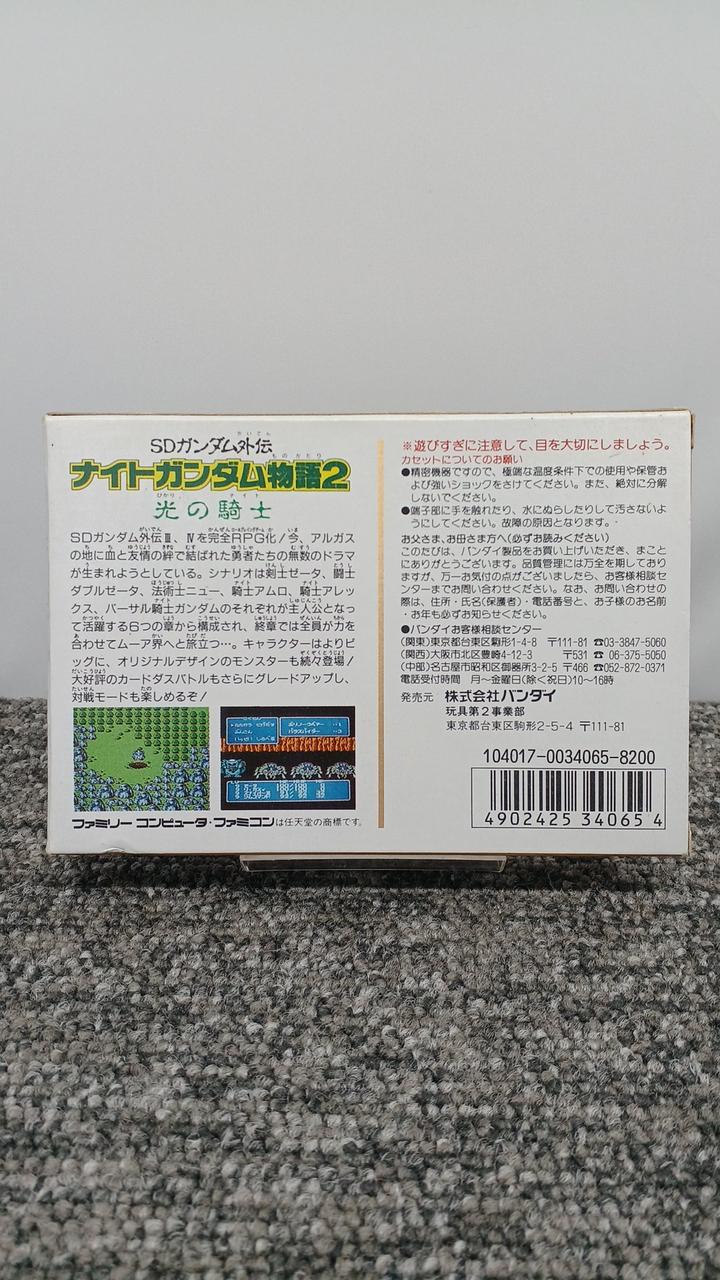 SDガンダム外伝
ナイトガンダム物語2
光の騎士
SDガンダム外伝Ⅲ、Ⅳを完全RPG化!今、アルガス
の地に血と友情の絆で結ばれた勇者たちの無数のドラマ
が生まれようとしている。シナリオは剣士ゼータ、闘士
ダブルゼータ、法術士ニュー、騎士アムロ、騎士アレッ
クス、バーサル騎士ガンダムのそれぞれが主人公となっ
て活躍する6つの章から構成され、終章では全員が力を
合わせてムーア界へと旅立つ…。キャラクターはよりビ
ッグに、オリジナルデザインのモンスターも続々登場!
大好評のカードダスバトルもさらにグレードアップし、
対戦モードも楽しめるぞ!
ファミリーコンピュータ・ファミコンは任天堂の商標です。
※遊びすぎに注意して、目を大切にしましょう。
カセットについてのお願い
●精密機器ですので、極端な温度条件下での使用や保管お
よび強いショックをさけてください。また、絶対に分解
しないでください。
●端子部に手を触れたり、水にぬらしたりして汚さないよ
うにしてください。故障の原因となります。
お父さま、お母さま方へ(必ずお読みください)
このたびは、バンダイ製品をお買い上げいただき、まこと
にありがとうございます。品質管理には万全を期しており
ますが、万一お気付の点がございましたら、お客様相談セ
ンターまでお問い合わせください。なお、お問い合わせの
際は、住所・氏名(保護者)・電話番号と、お子様のお名前
・お年も必ずお知らせください。
●バンダイお客様相談センター
(関東)東京都台東区駒形1-4-8 〒111-81 ☎03-3847-5060
(関西)大阪市北区豊崎4-12-3 〒531 ☎06-375-5050
(中部)名古屋市昭和区御器所3-2-5 〒466 ☎052-872-0371
電話受付時間 月〜金曜日(除く祝日)10〜16時
発売元 株式会社バンダイ
玩具第2事業部
東京都台東区駒形2-5-4 〒111-81
104017-0034065-8200
4902425 34065 4